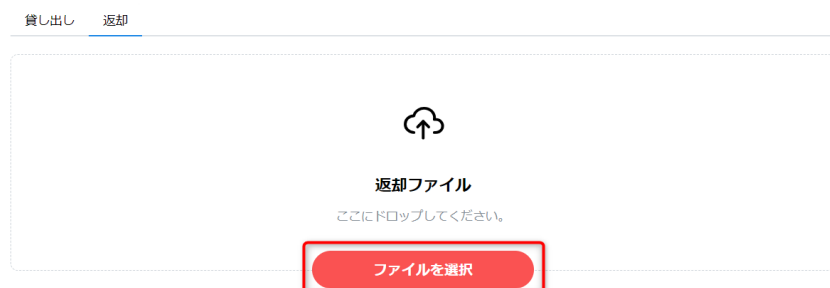 貸し出し 返却
返却ファイル
ここにドロップしてください。
ファイルを選択